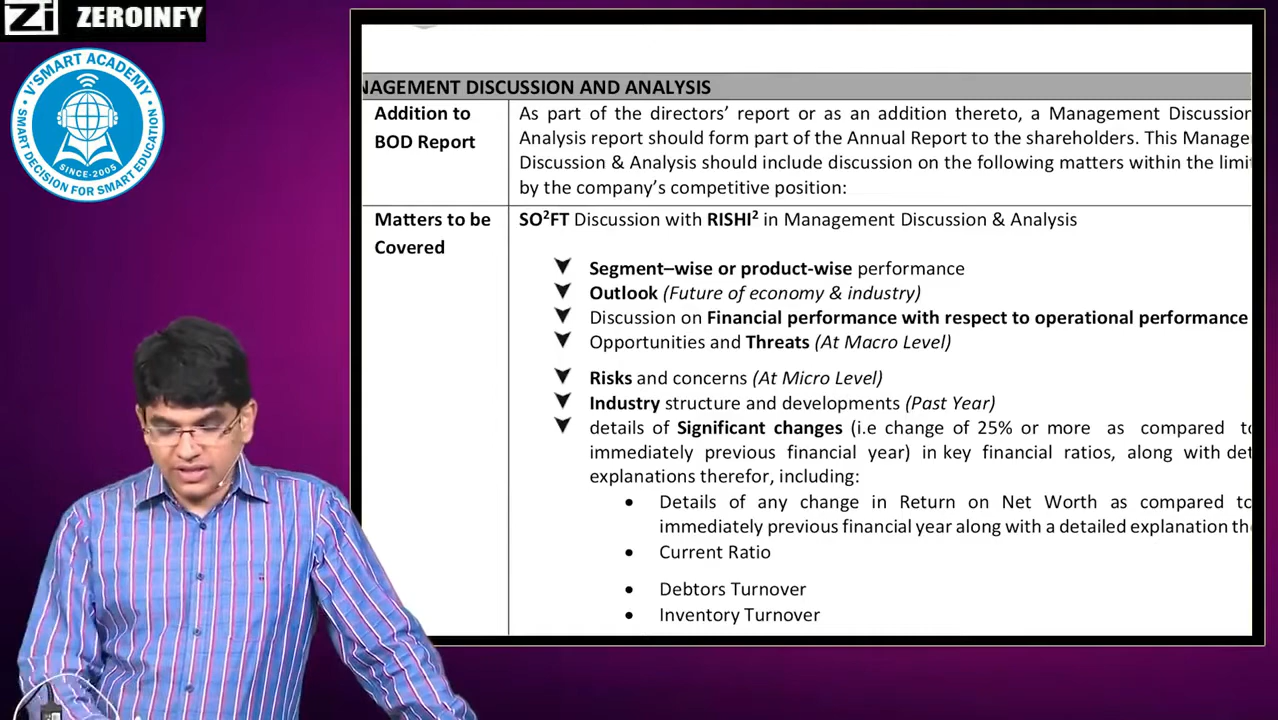 Zi ZEROINFY
V'SMART ACADEMY
SINCE-2005
SMART DECISION FOR SMART EDUCATION
NAGEMENT DISCUSSION AND ANALYSIS
Addition to
BOD Report
As part of the directors' report or as an addition thereto, a Management Discussion
Analysis report should form part of the Annual Report to the shareholders. This Manage
Discussion & Analysis should include discussion on the following matters within the limi
by the company's competitive position:
Matters to be
Covered
SO²FT Discussion with RISHI² in Management Discussion & Analysis
Segment–wise or product-wise performance
Outlook (Future of economy & industry)
Discussion on Financial performance with respect to operational performance
Opportunities and Threats (At Macro Level)
Risks and concerns (At Micro Level)
Industry structure and developments (Past Year)
details of Significant changes (i.e change of 25% or more as compared to
immediately previous financial year) in key financial ratios, along with det
explanations therefor, including:
• Details of any change in Return on Net Worth as compared to
immediately previous financial year along with a detailed explanation the
• Current Ratio
• Debtors Turnover
• Inventory Turnover